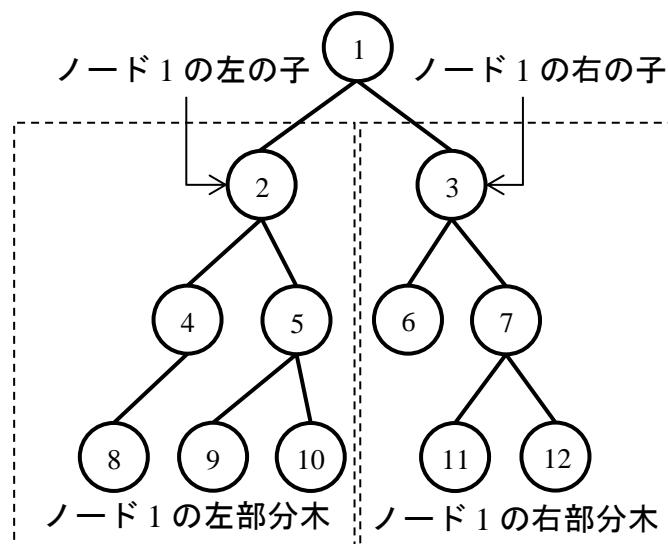 1
ノード 1 の左の子 ノード 1 の右の子
2 3
4 5 6 7
8 9 10 11 12
ノード 1 の左部分木 ノード 1 の右部分木